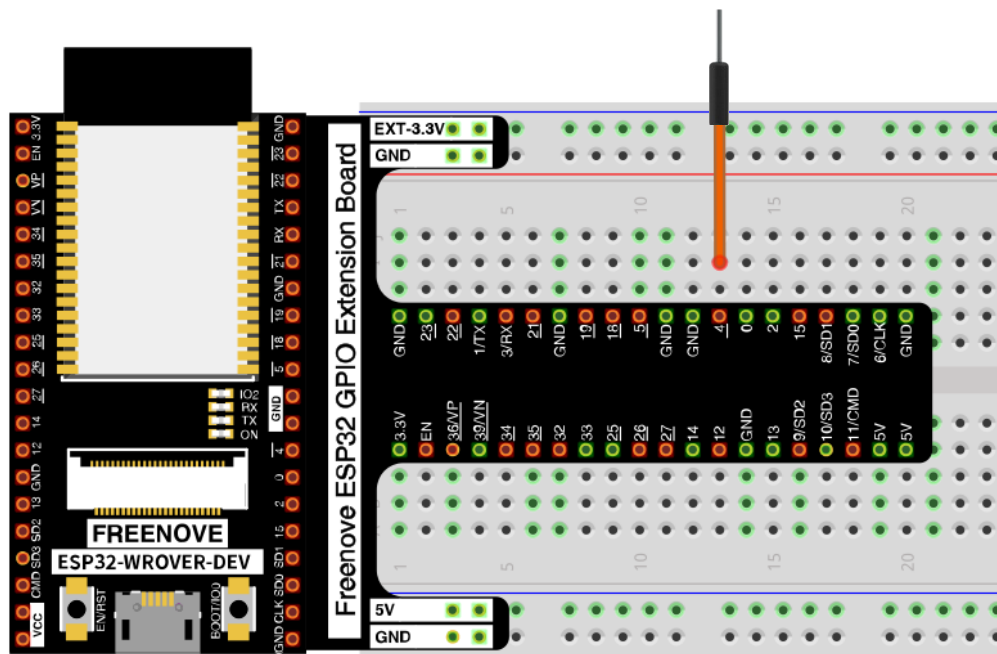 3.3V
EN
VP
VN
34
35
32
33
25
26
27
14
12
GND
13
SD2
SD3
CMD
VCC
GND
23
22
TX
RX
21
GND
19
18
5
GND
4
0
2
15
SD1
SD0
CLK
GND
IO2
RX
TX
ON
FREENOVE
ESP32-WROVER-DEV
EN/RST
BOOT/IO0
Freenove ESP32 GPIO Extension Board
EXT-3.3V
GND
1 5 10 15 20
GND 23 22 1/TX 3/RX 21 GND 19 18 5 GND GND 4 0 2 15 8/SD1 7/SD0 6/CLK GND
3.3V EN 36/VP 39/VN 34 35 32 33 25 26 27 14 12 GND 13 9/SD2 10/SD3 11/CMD 5V 5V
1 5 10 15 20
5V
GND